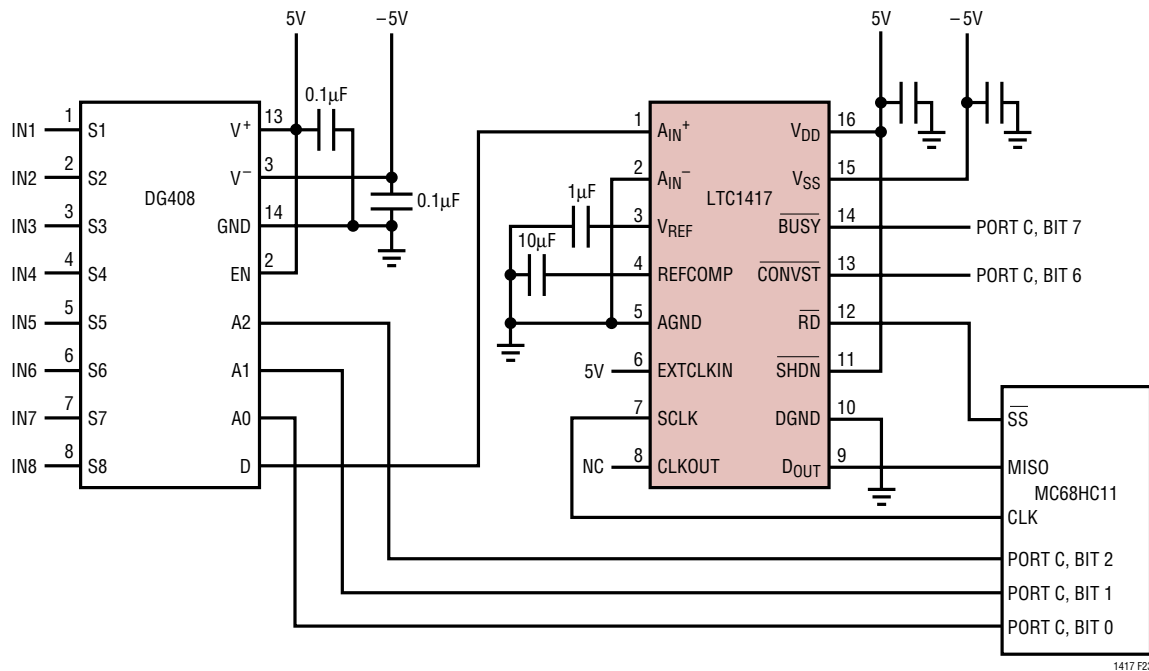 5V
−5V
5V
−5V
0.1µF
0.1µF
DG408
IN1 1 S1
IN2 2 S2
IN3 3 S3
IN4 4 S4
IN5 5 S5
IN6 6 S6
IN7 7 S7
IN8 8 S8
V+ 13
V− 3
GND 14
EN 2
A2
A1
A0
D
1µF
10µF
5V
NC
LTC1417
1 AIN+
2 AIN−
3 VREF
4 REFCOMP
5 AGND
6 EXTCLKIN
7 SCLK
8 CLKOUT
VDD 16
VSS 15
BUSY 14 PORT C, BIT 7
CONVST 13 PORT C, BIT 6
RD 12
SHDN 11
DGND 10
DOUT 9
SS
MISO
MC68HC11
CLK
PORT C, BIT 2
PORT C, BIT 1
PORT C, BIT 0